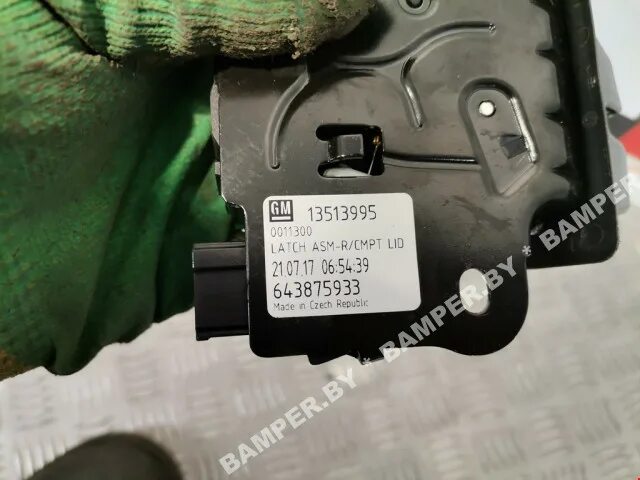 GM 13513995
0011300
LATCH ASM-R/CMPT LID
21.07.17 06:54:39
643875933
Made in Czech Republic
BAMPER.BY
BAMPER.BY
BAMPER.BY